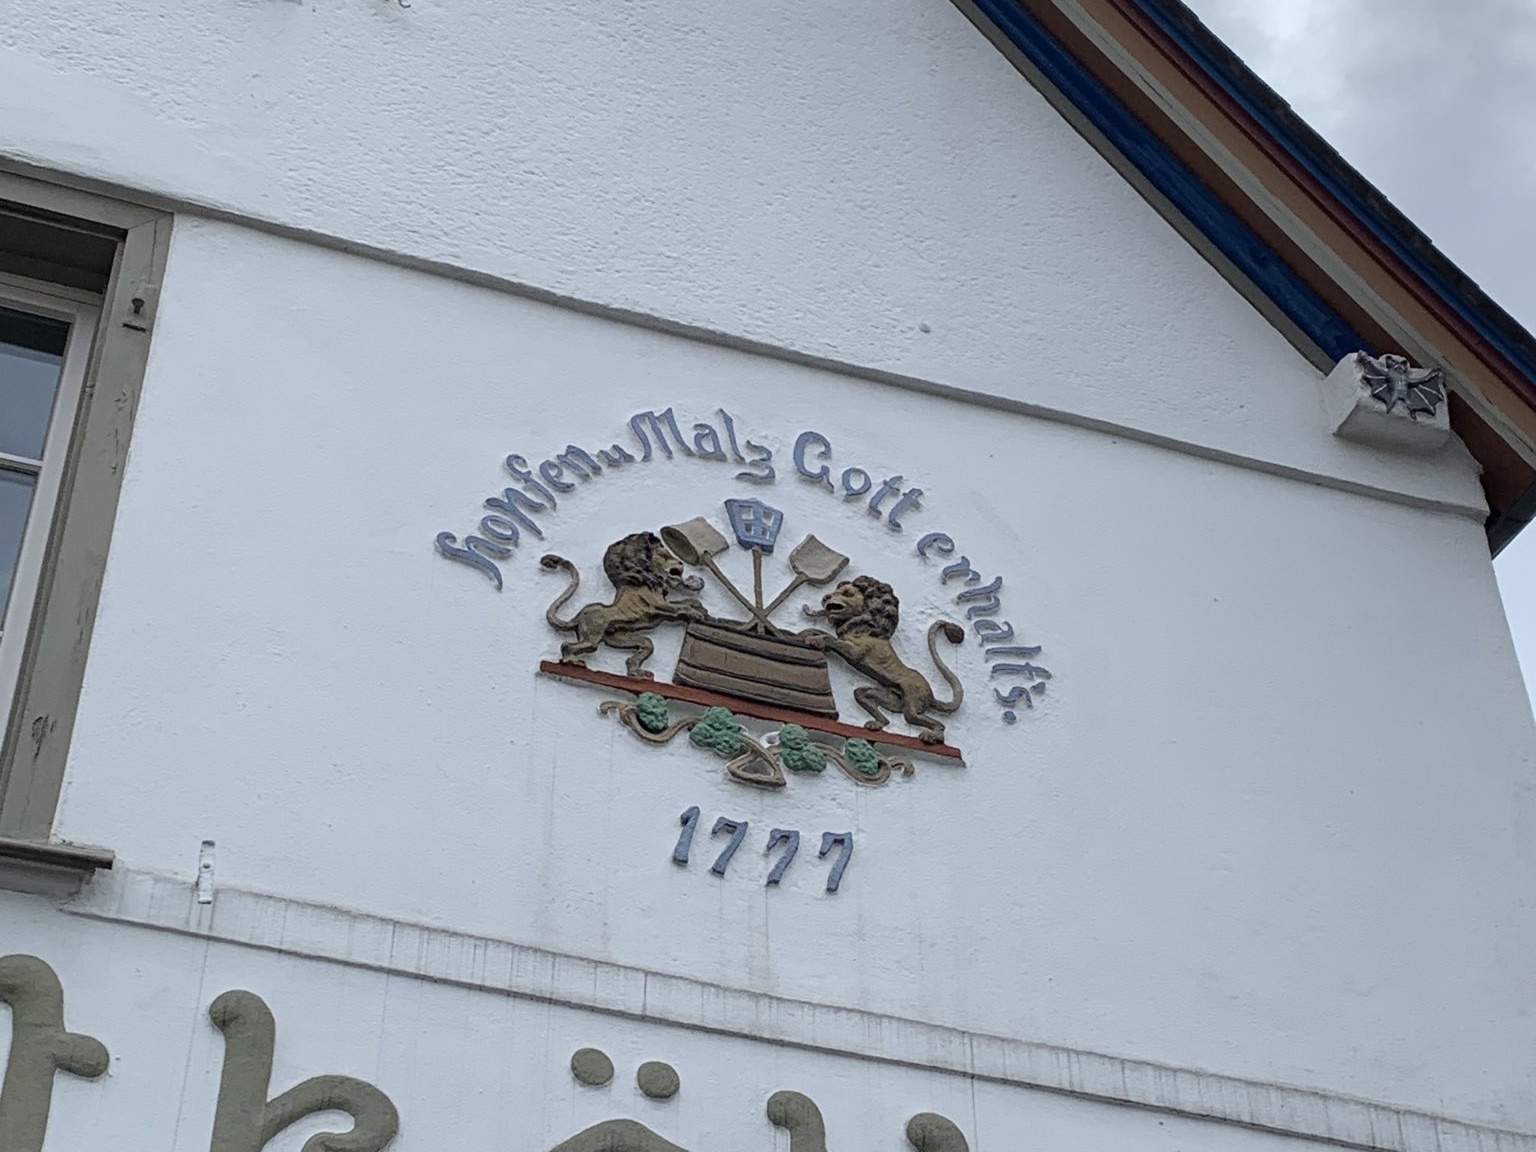 hopfen u Malz Gott erhalt's.
1777